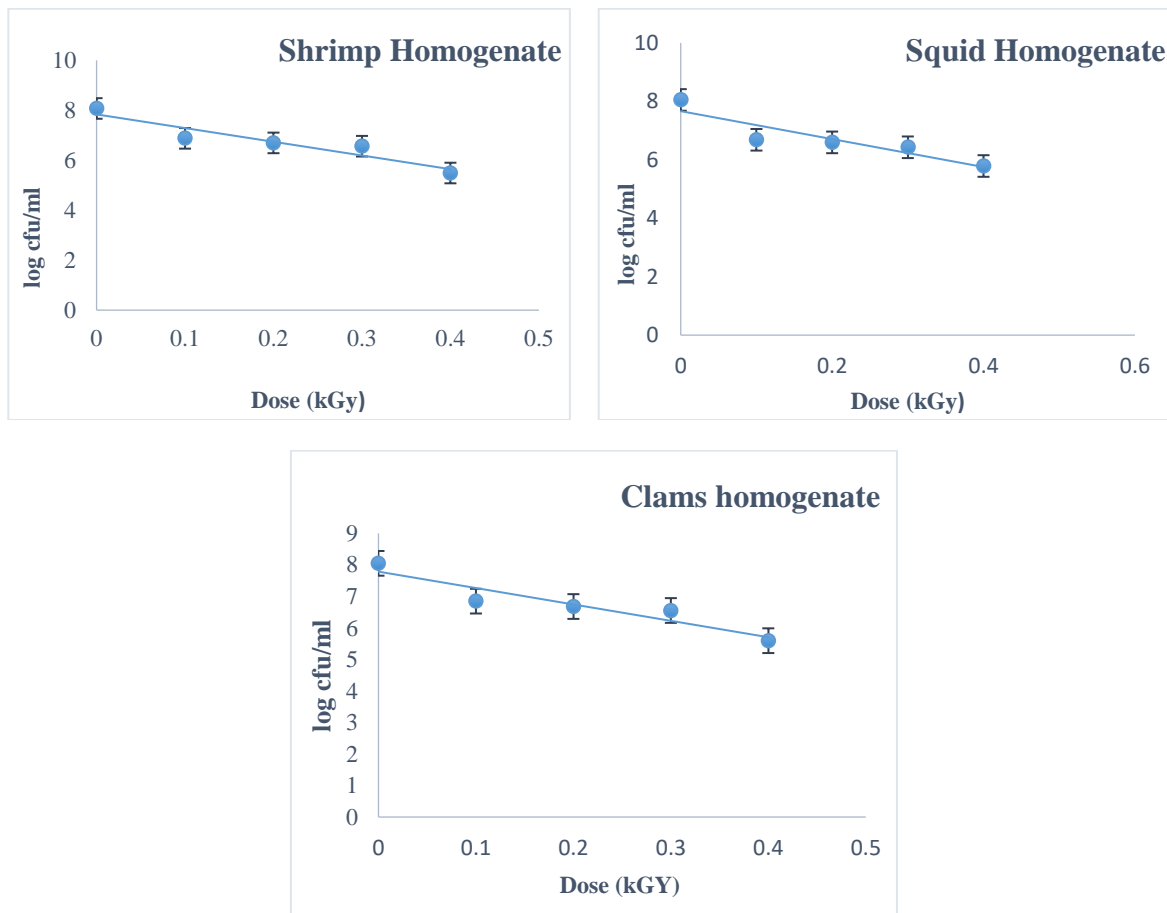 Shrimp Homogenate
10
8
6
4
2
0
log cfu/ml
0 0.1 0.2 0.3 0.4 0.5
Dose (kGy)
Squid Homogenate
10
8
6
4
2
0
log cfu/ml
0 0.2 0.4 0.6
Dose (kGy)
Clams homogenate
9
8
7
6
5
4
3
2
1
0
log cfu/ml
0 0.1 0.2 0.3 0.4 0.5
Dose (kGY)